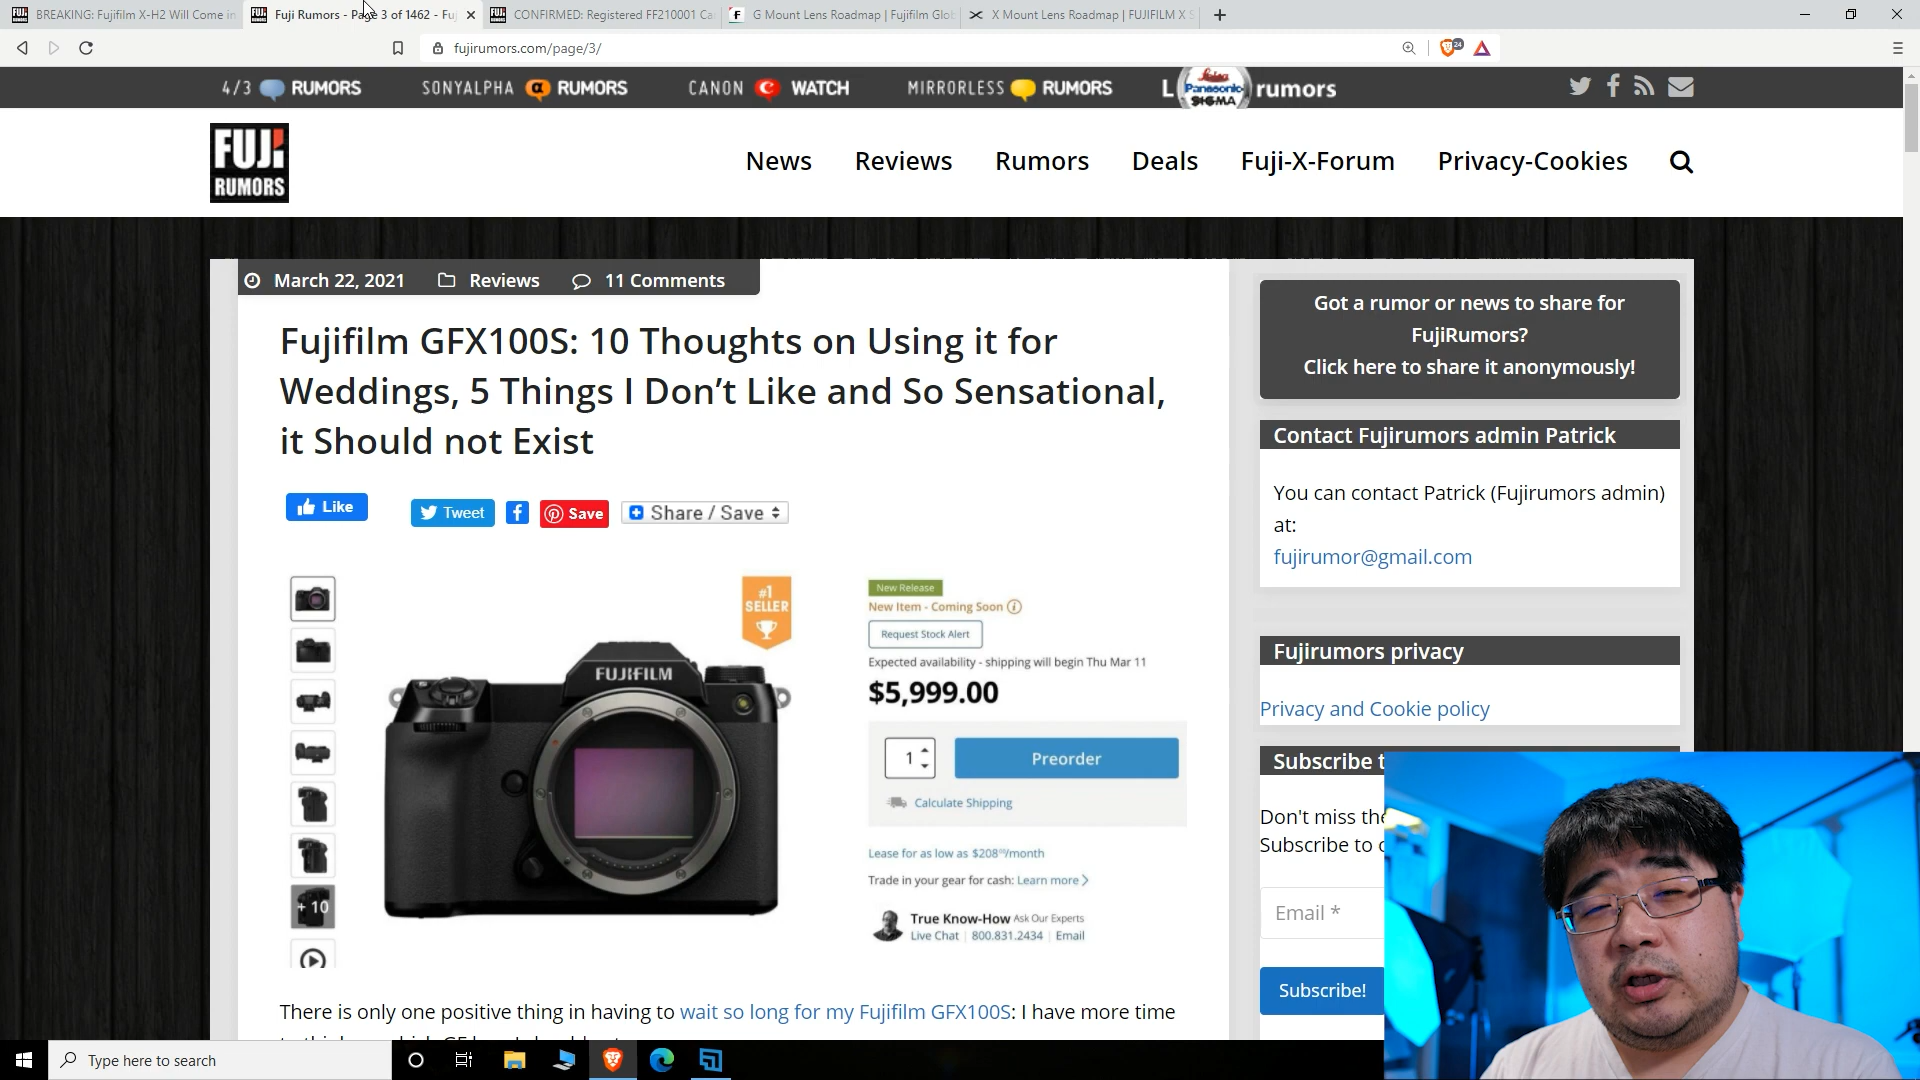 BREAKING: Fujifilm X-H2 Will Come in
Fuji Rumors - Page 3 of 1462 - Fuj
CONFIRMED: Registered FF210001 Ca
G Mount Lens Roadmap | Fujifilm Glo
X Mount Lens Roadmap | FUJIFILM X S
fujirumors.com/page/3/
24
4/3 RUMORS
SONYALPHA α RUMORS
CANON C WATCH
MIRRORLESS RUMORS
L Leica Panasonic SIGMA rumors
FUJi RUMORS
News
Reviews
Rumors
Deals
Fuji-X-Forum
Privacy-Cookies
March 22, 2021
Reviews
11 Comments
Fujifilm GFX100S: 10 Thoughts on Using it for
Weddings, 5 Things I Don’t Like and So Sensational,
it Should not Exist
Like
Tweet
Save
Share / Save
#1
SELLER
FUJIFILM
+ 10
New Release
New Item - Coming Soon
Request Stock Alert
Expected availability - shipping will begin Thu Mar 11
$5,999.00
1
Preorder
Calculate Shipping
Lease for as low as $208/month
Trade in your gear for cash: Learn more >
True Know-How Ask Our Experts
Live Chat | 800.831.2434 | Email
There is only one positive thing in having to wait so long for my Fujifilm GFX100S: I have more time
Got a rumor or news to share for
FujiRumors?
Click here to share it anonymously!
Contact Fujirumors admin Patrick
You can contact Patrick (Fujirumors admin)
at:
fujirumor@gmail.com
Fujirumors privacy
Privacy and Cookie policy
Subscribe t
Don't miss the
Subscribe to
Email *
Subscribe!
Type here to search